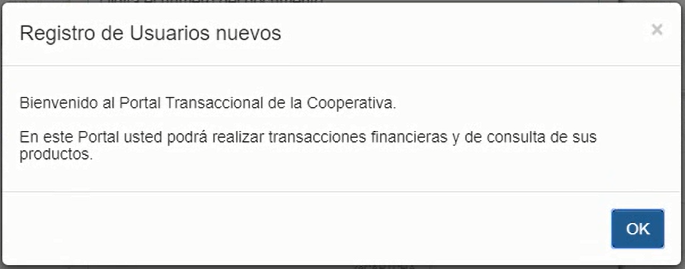 Registro de Usuarios nuevos
×
Bienvenido al Portal Transaccional de la Cooperativa.
En este Portal usted podrá realizar transacciones financieras y de consulta de sus
productos.
OK